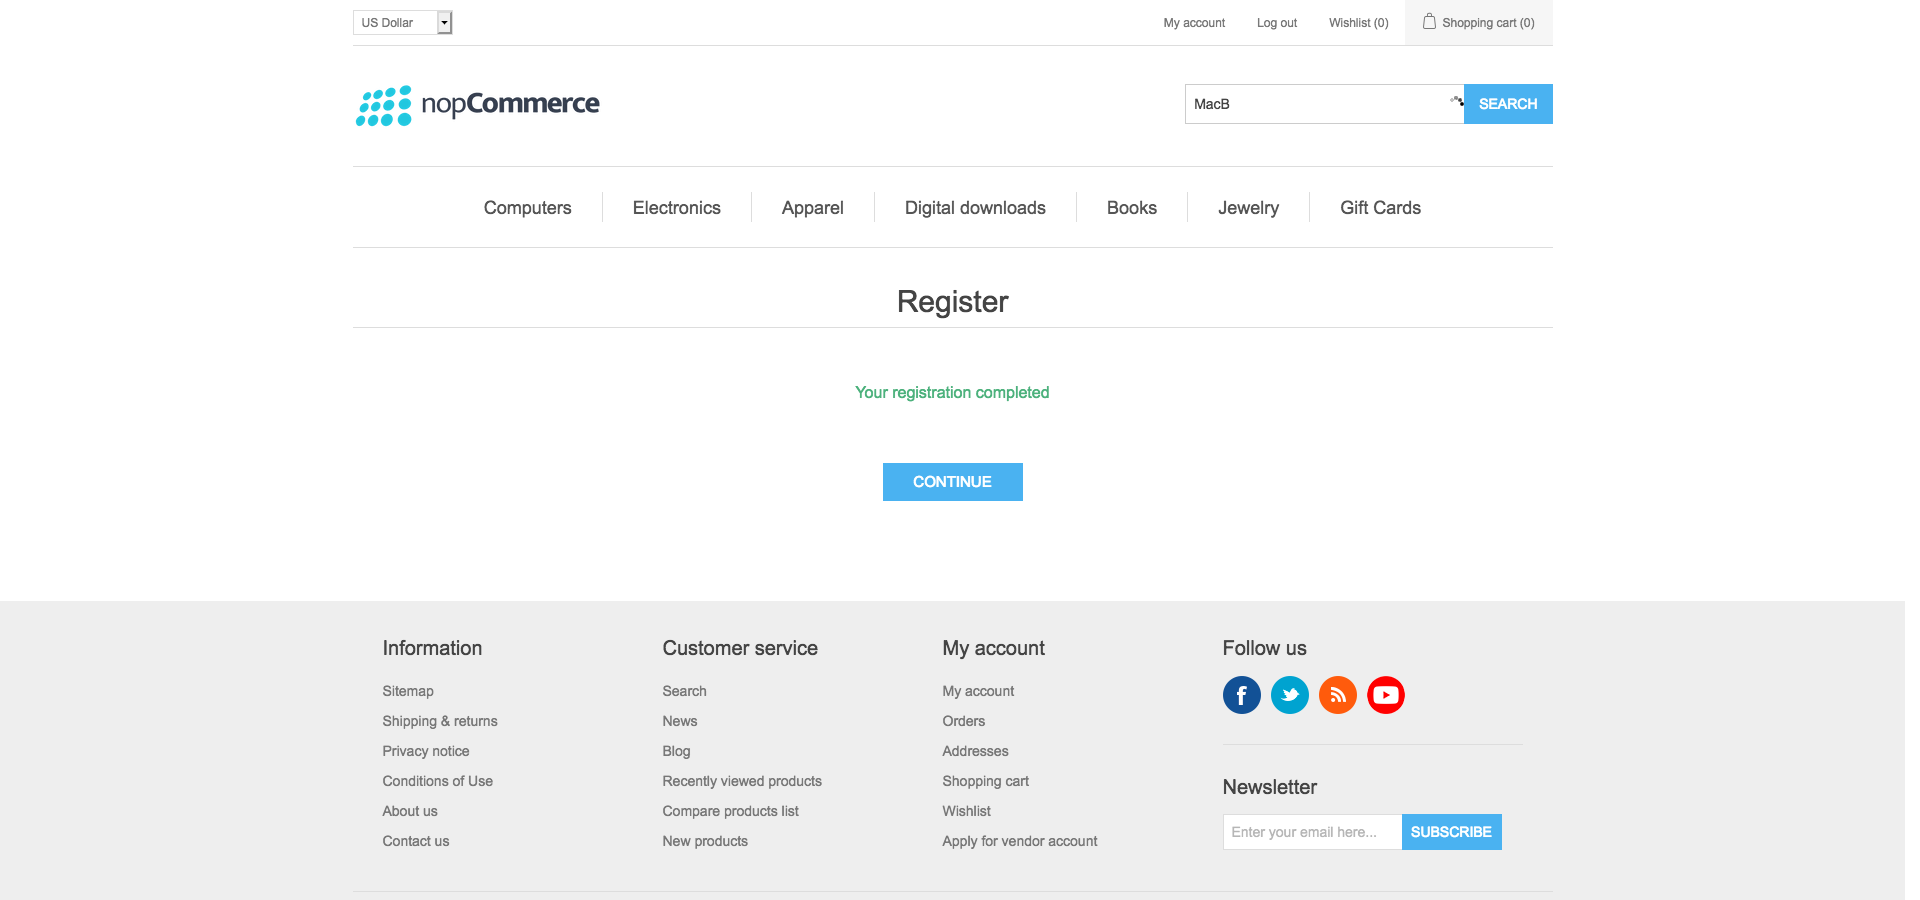 US Dollar
My account
Log out
Wishlist (0)
Shopping cart (0)
nopCommerce
MacB
SEARCH
Computers
Electronics
Apparel
Digital downloads
Books
Jewelry
Gift Cards
Register
Your registration completed
CONTINUE
Information
Sitemap
Shipping & returns
Privacy notice
Conditions of Use
About us
Contact us
Customer service
Search
News
Blog
Recently viewed products
Compare products list
New products
My account
My account
Orders
Addresses
Shopping cart
Wishlist
Apply for vendor account
Follow us
f
Newsletter
Enter your email here...
SUBSCRIBE